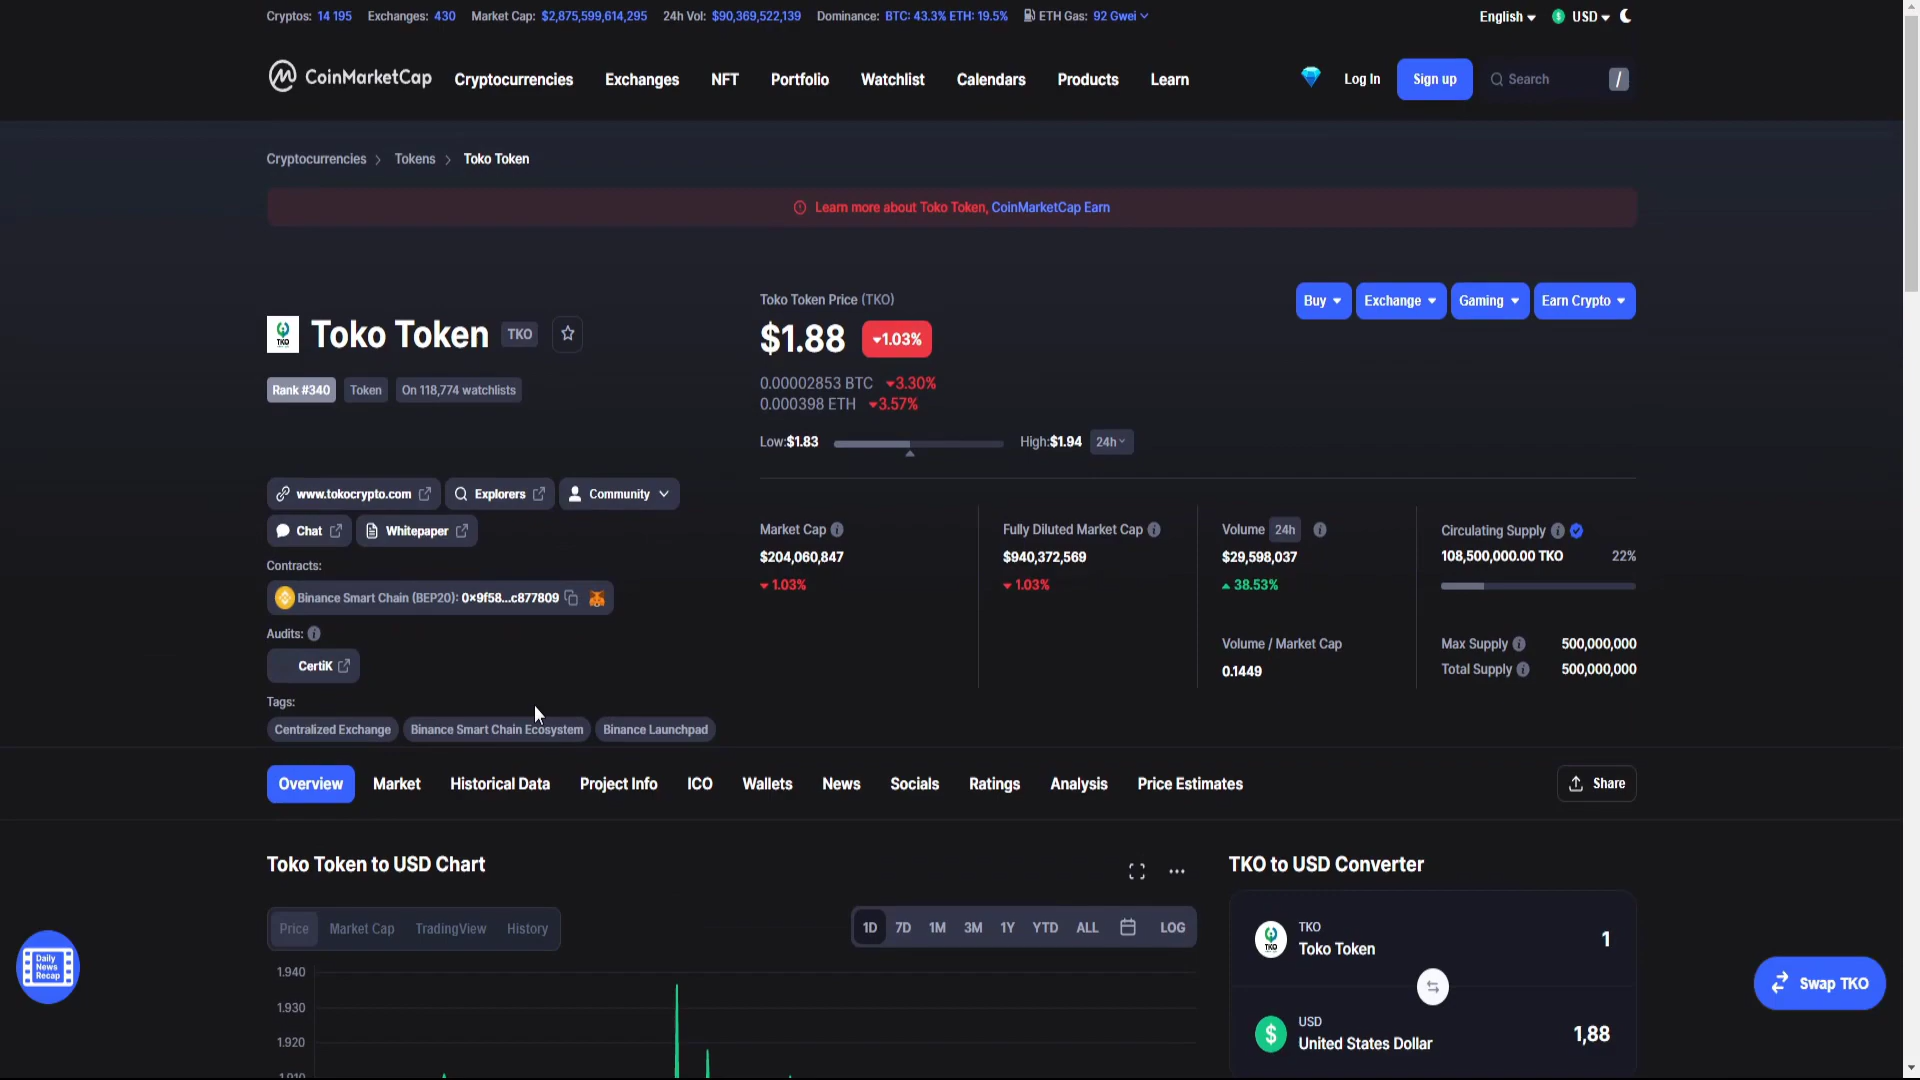 Cryptos: 14 195 Exchanges: 430 Market Cap: $2,875,599,614,295 24h Vol: $90,369,522,139 Dominance: BTC: 43.3% ETH: 19.5% ETH Gas: 92 Gwei English USD
CoinMarketCap Cryptocurrencies Exchanges NFT Portfolio Watchlist Calendars Products Learn Log In Sign up Search /
Cryptocurrencies > Tokens > Toko Token
Learn more about Toko Token, CoinMarketCap Earn
Toko Token Price (TKO)
Buy Exchange Gaming Earn Crypto
TKO Toko Token TKO
$1.88 1.03%
Rank #340 Token On 118,774 watchlists
0.00002853 BTC 3.30%
0.000398 ETH 3.57%
Low:$1.83 High:$1.94 24h
www.tokocrypto.com Explorers Community
Chat Whitepaper
Contracts:
Binance Smart Chain (BEP20): 0x9f58...c877809
Audits:
CertiK
Tags:
Centralized Exchange Binance Smart Chain Ecosystem Binance Launchpad
Market Cap
$204,060,847
1.03%
Fully Diluted Market Cap
$940,372,569
1.03%
Volume 24h
$29,598,037
38.53%
Volume / Market Cap
0.1449
Circulating Supply
108,500,000.00 TKO 22%
Max Supply 500,000,000
Total Supply 500,000,000
Overview Market Historical Data Project Info ICO Wallets News Socials Ratings Analysis Price Estimates Share
Toko Token to USD Chart
Price Market Cap TradingView History
1D 7D 1M 3M 1Y YTD ALL LOG
1.940
1.930
1.920
1.910
TKO to USD Converter
TKO
TKO
Toko Token 1
USD
United States Dollar 1,88
Daily
News
Recap
Swap TKO